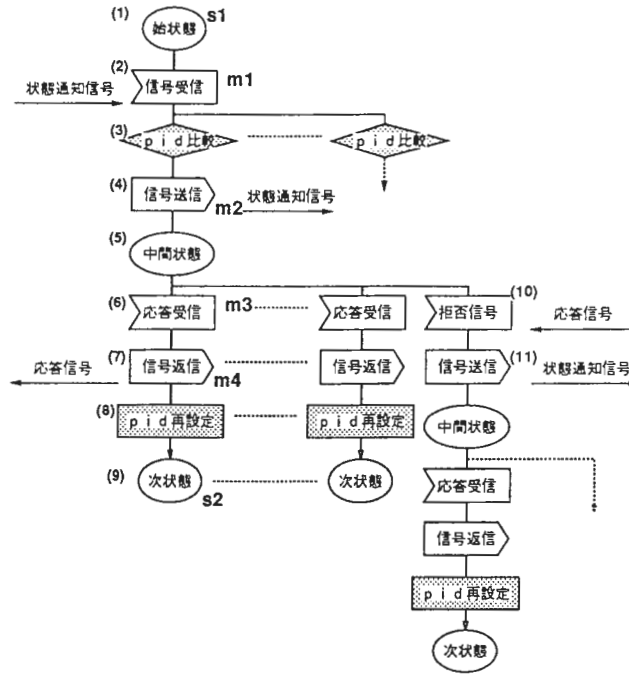 (1) 始状態 s1
(2) 信号受信 m1
状態通知信号
(3) pid比較 pid比較
(4) 信号送信 m2 状態通知信号
(5) 中間状態
(6) 応答受信 m3 応答受信 拒否信号 (10)
応答信号
応答信号 (7) 信号返信 m4 信号返信 信号送信 (11)
状態通知信号
(8) pid再設定 pid再設定 中間状態
(9) 次状態 s2 次状態 応答受信
信号返信
pid再設定
次状態